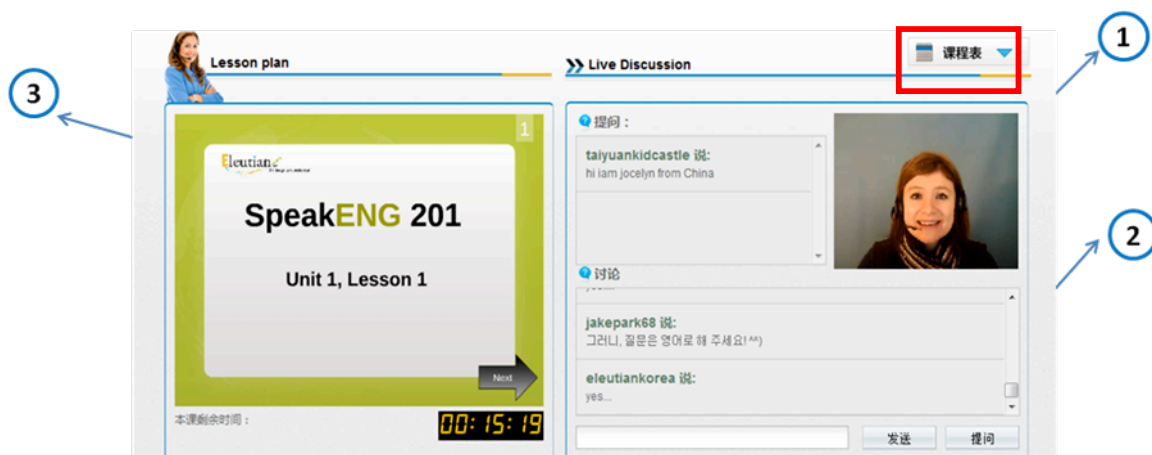 Lesson plan
Live Discussion
课程表
1
3
2
1
Eleutian
SpeakENG 201
Unit 1, Lesson 1
Next
本课剩余时间：
00:15:19
提问：
taiyuankidcastle 说:
hi iam jocelyn from China
讨论
jakepark68 说:
그러니, 질문은 영어로 해 주세요! ^^)
eleutiankorea 说:
yes...
发送
提问